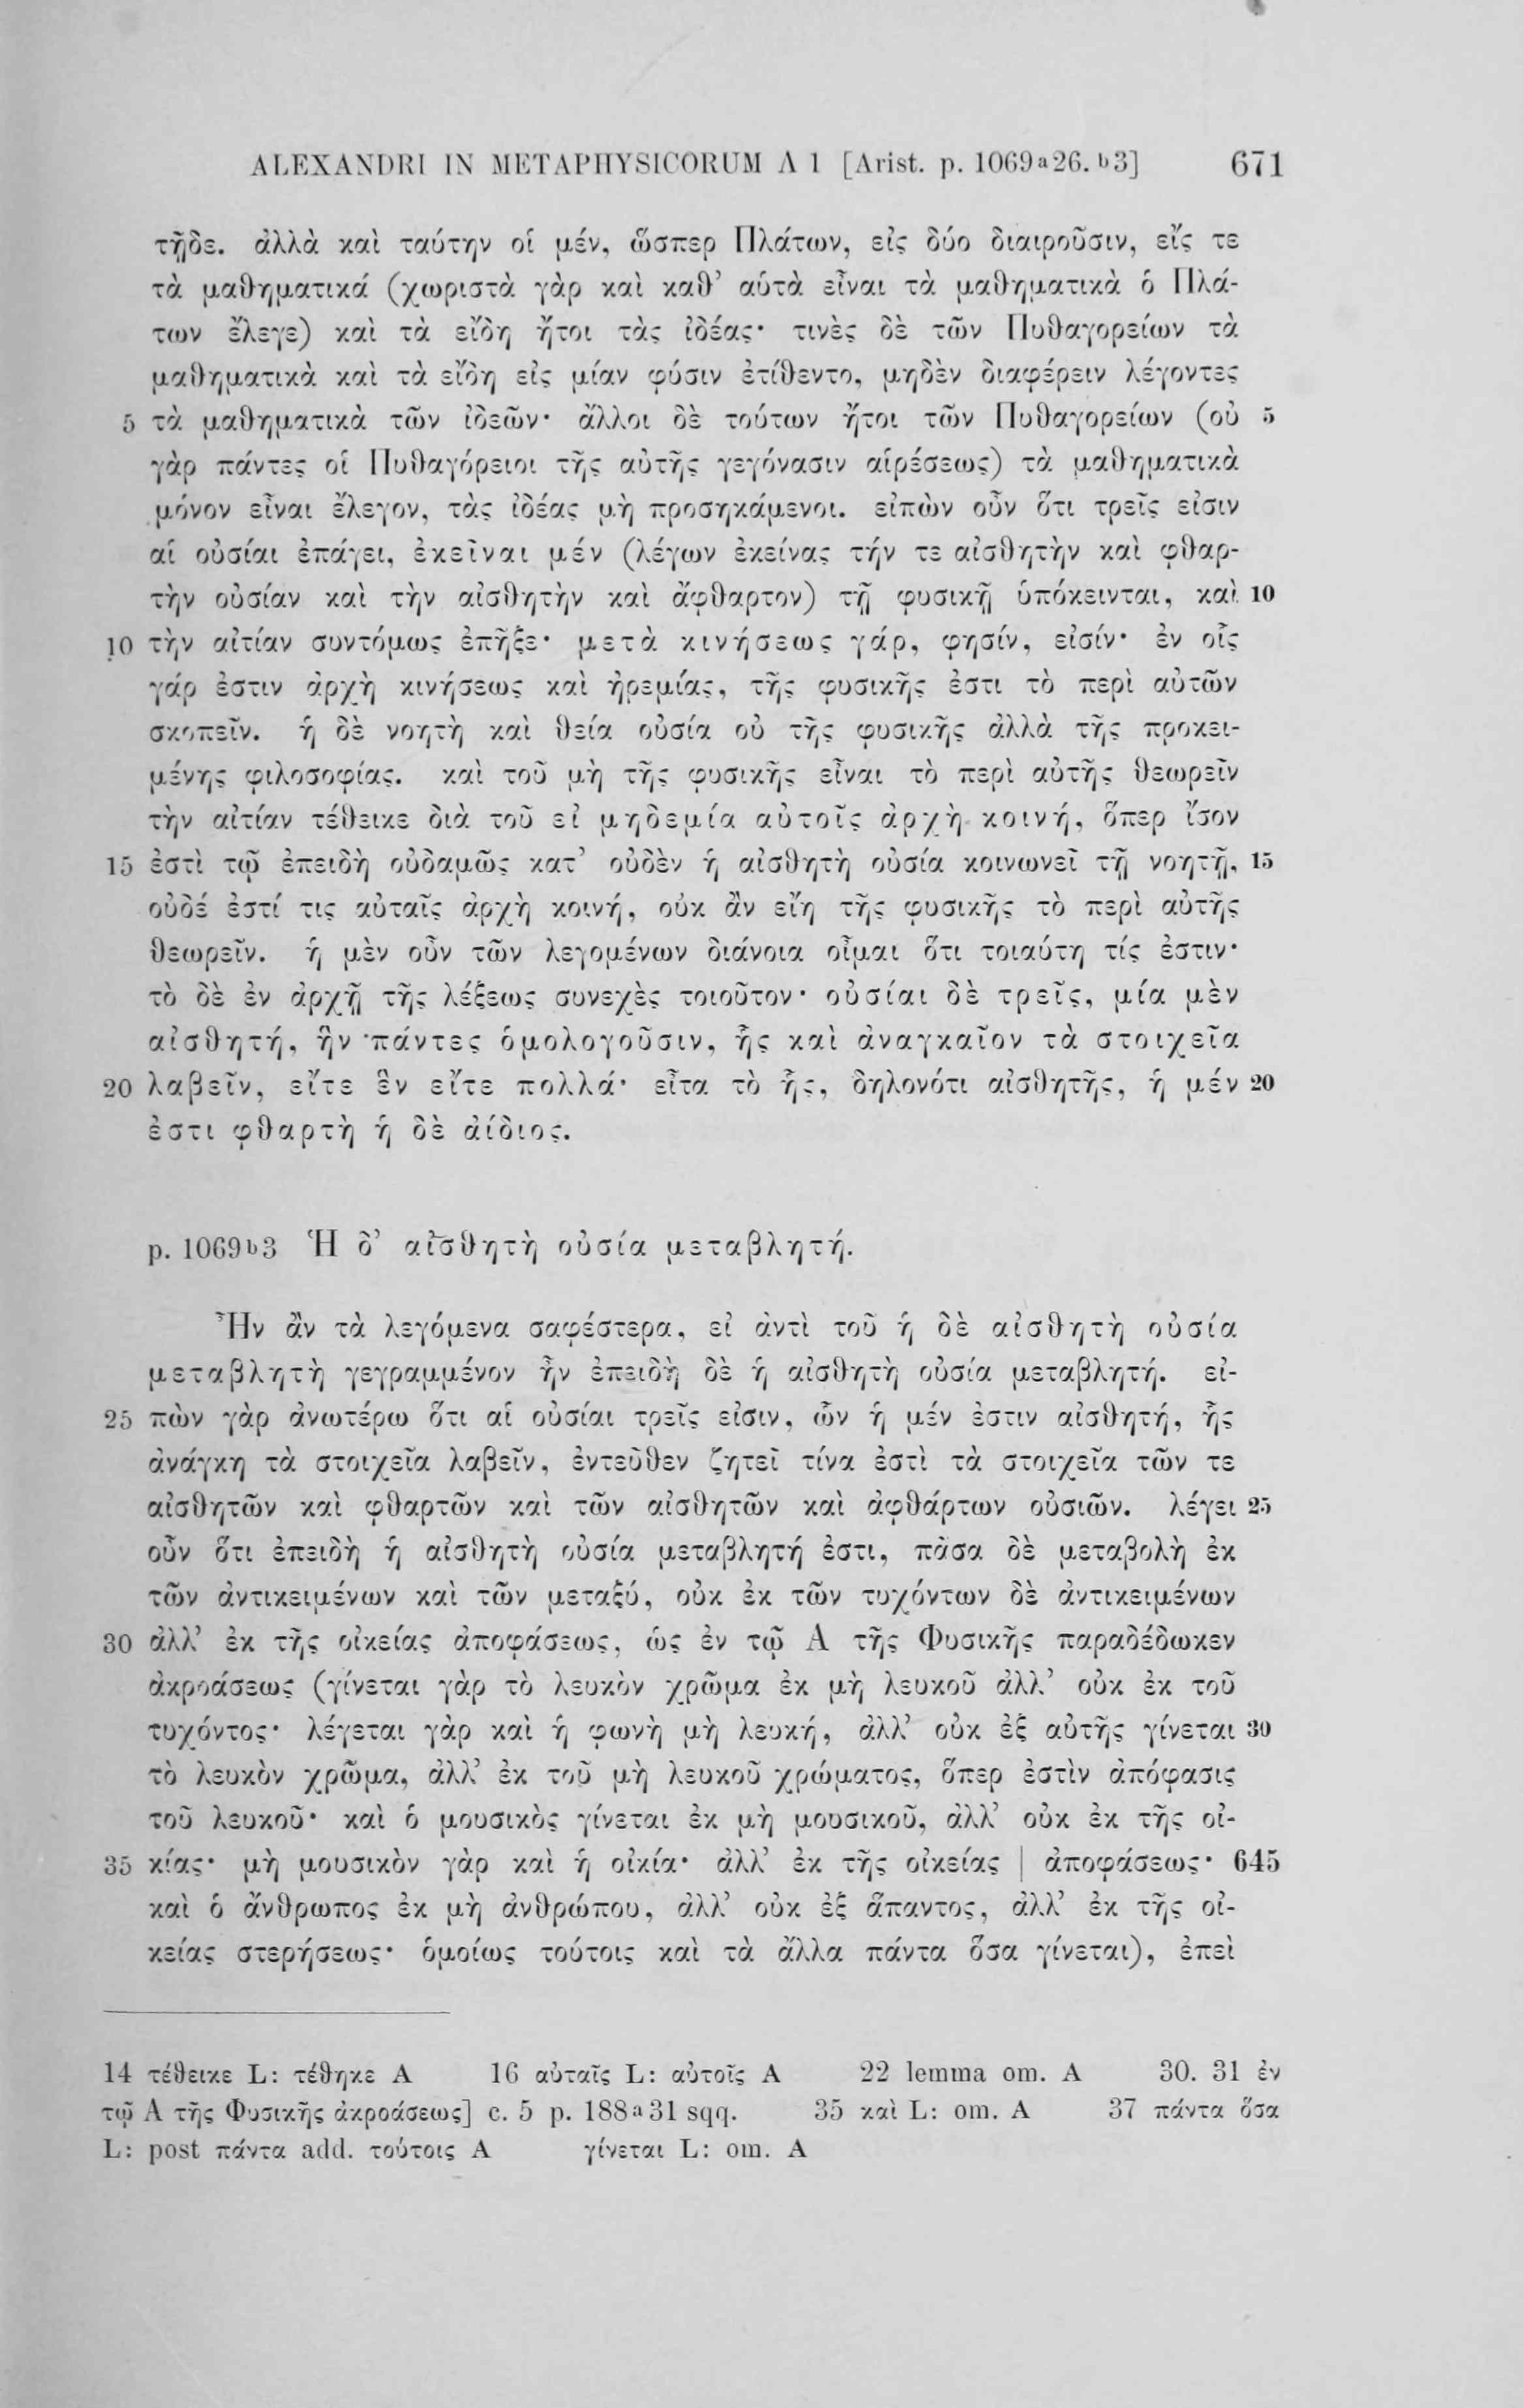 ALEXANDRI IN METAPHYSICORUM Λ 1 [Arist. p. 1069a26. b3] 671
τῇδε. ἀλλὰ καὶ ταύτην οἱ μέν, ὥσπερ Πλάτων, εἰς δύο διαιροῦσιν, εἴς τε
τὰ μαθηματικά (χωριστὰ γὰρ καὶ καθ’ αὑτὰ εἶναι τὰ μαθηματικὰ ὁ Πλά-
των ἔλεγε) καὶ τὰ εἴδη ἤτοι τὰς ἰδέας· τινὲς δὲ τῶν Πυθαγορείων τὰ
μαθηματικὰ καὶ τὰ εἴδη εἰς μίαν φύσιν ἐτίθεντο, μηδὲν διαφέρειν λέγοντες
5 τὰ μαθηματικὰ τῶν ἰδεῶν· ἄλλοι δὲ τούτων ἤτοι τῶν Πυθαγορείων (οὐ 5
γὰρ πάντες οἱ Πυθαγόρειοι τῆς αὐτῆς γεγόνασιν αἱρέσεως) τὰ μαθηματικὰ
μόνον εἶναι ἔλεγον, τὰς ἰδέας μὴ προσηκάμενοι. εἰπὼν οὖν ὅτι τρεῖς εἰσιν
αἱ οὐσίαι ἐπάγει, ἐκεῖναι μέν (λέγων ἐκείνας τήν τε αἰσθητὴν καὶ φθαρ-
τὴν οὐσίαν καὶ τὴν αἰσθητὴν καὶ ἄφθαρτον) τῇ φυσικῇ ὑπόκεινται, καὶ 10
10 τὴν αἰτίαν συντόμως ἐπῆξε· μετὰ κινήσεως γάρ, φησίν, εἰσίν· ἐν οἷς
γάρ ἐστιν ἀρχὴ κινήσεως καὶ ἠρεμίας, τῆς φυσικῆς ἐστι τὸ περὶ αὐτῶν
σκοπεῖν. ἡ δὲ νοητὴ καὶ θεία οὐσία οὐ τῆς φυσικῆς ἀλλὰ τῆς προκει-
μένης φιλοσοφίας. καὶ τοῦ μὴ τῆς φυσικῆς εἶναι τὸ περὶ αὐτῆς θεωρεῖν
τὴν αἰτίαν τέθεικε διὰ τοῦ εἰ μηδεμία αὐτοῖς ἀρχὴ κοινή, ὅπερ ἴσον
15 ἐστὶ τῷ ἐπειδὴ οὐδαμῶς κατ’ οὐδὲν ἡ αἰσθητὴ οὐσία κοινωνεῖ τῇ νοητῇ, 15
οὐδέ ἐστί τις αὐταῖς ἀρχὴ κοινή, οὐκ ἂν εἴη τῆς φυσικῆς τὸ περὶ αὐτῆς
θεωρεῖν. ἡ μὲν οὖν τῶν λεγομένων διάνοια οἶμαι ὅτι τοιαύτη τίς ἐστιν·
τὸ δὲ ἐν ἀρχῇ τῆς λέξεως συνεχὲς τοιοῦτον· οὐσίαι δὲ τρεῖς, μία μὲν
αἰσθητή, ἣν πάντες ὁμολογοῦσιν, ἧς καὶ ἀναγκαῖον τὰ στοιχεῖα
20 λαβεῖν, εἴτε ἓν εἴτε πολλά· εἶτα τὸ ἧς, δηλονότι αἰσθητῆς, ἡ μέν 20
ἐστι φθαρτὴ ἡ δὲ ἀίδιος.
p. 1069b3 Ἡ δ’ αἰσθητὴ οὐσία μεταβλητή.
Ἦν ἂν τὰ λεγόμενα σαφέστερα, εἰ ἀντὶ τοῦ ἡ δὲ αἰσθητὴ οὐσία
μεταβλητὴ γεγραμμένον ἦν ἐπειδὴ δὲ ἡ αἰσθητὴ οὐσία μεταβλητή. εἰ-
25 πὼν γὰρ ἀνωτέρω ὅτι αἱ οὐσίαι τρεῖς εἰσιν, ὧν ἡ μέν ἐστιν αἰσθητή, ἧς
ἀνάγκη τὰ στοιχεῖα λαβεῖν, ἐντεῦθεν ζητεῖ τίνα ἐστὶ τὰ στοιχεῖα τῶν τε
αἰσθητῶν καὶ φθαρτῶν καὶ τῶν αἰσθητῶν καὶ ἀφθάρτων οὐσιῶν. λέγει 25
οὖν ὅτι ἐπειδὴ ἡ αἰσθητὴ οὐσία μεταβλητή ἐστι, πᾶσα δὲ μεταβολὴ ἐκ
τῶν ἀντικειμένων καὶ τῶν μεταξύ, οὐκ ἐκ τῶν τυχόντων δὲ ἀντικειμένων
30 ἀλλ’ ἐκ τῆς οἰκείας ἀποφάσεως, ὡς ἐν τῷ Α τῆς Φυσικῆς παραδέδωκεν
ἀκροάσεως (γίνεται γὰρ τὸ λευκὸν χρῶμα ἐκ μὴ λευκοῦ ἀλλ’ οὐκ ἐκ τοῦ
τυχόντος· λέγεται γὰρ καὶ ἡ φωνὴ μὴ λευκή, ἀλλ’ οὐκ ἐξ αὐτῆς γίνεται 30
τὸ λευκὸν χρῶμα, ἀλλ’ ἐκ τοῦ μὴ λευκοῦ χρώματος, ὅπερ ἐστὶν ἀπόφασις
τοῦ λευκοῦ· καὶ ὁ μουσικὸς γίνεται ἐκ μὴ μουσικοῦ, ἀλλ’ οὐκ ἐκ τῆς οἰ-
35 κίας· μὴ μουσικὸν γὰρ καὶ ἡ οἰκία· ἀλλ’ ἐκ τῆς οἰκείας | ἀποφάσεως· 645
καὶ ὁ ἄνθρωπος ἐκ μὴ ἀνθρώπου, ἀλλ’ οὐκ ἐξ ἅπαντος, ἀλλ’ ἐκ τῆς οἰ-
κείας στερήσεως· ὁμοίως τούτοις καὶ τὰ ἄλλα πάντα ὅσα γίνεται), ἐπεὶ
14 τέθεικε L: τέθηκε A 16 αὐταῖς L: αὐτοῖς A 22 lemma om. A 30. 31 ἐν
τῷ Α τῆς Φυσικῆς ἀκροάσεως] c. 5 p. 188a31 sqq. 35 καὶ L: om. A 37 πάντα ὅσα
L: post πάντα add. τούτοις A γίνεται L: om. A